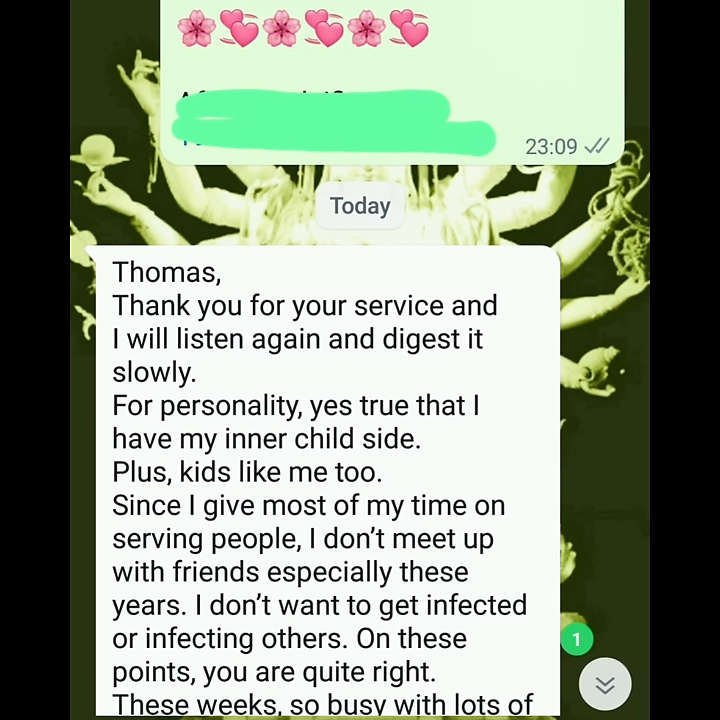 🌸💞🌸💞🌸💞
23:09
Today
Thomas,
Thank you for your service and
I will listen again and digest it
slowly.
For personality, yes true that I
have my inner child side.
Plus, kids like me too.
Since I give most of my time on
serving people, I don’t meet up
with friends especially these
years. I don’t want to get infected
or infecting others. On these
points, you are quite right.
These weeks, so busy with lots of
1